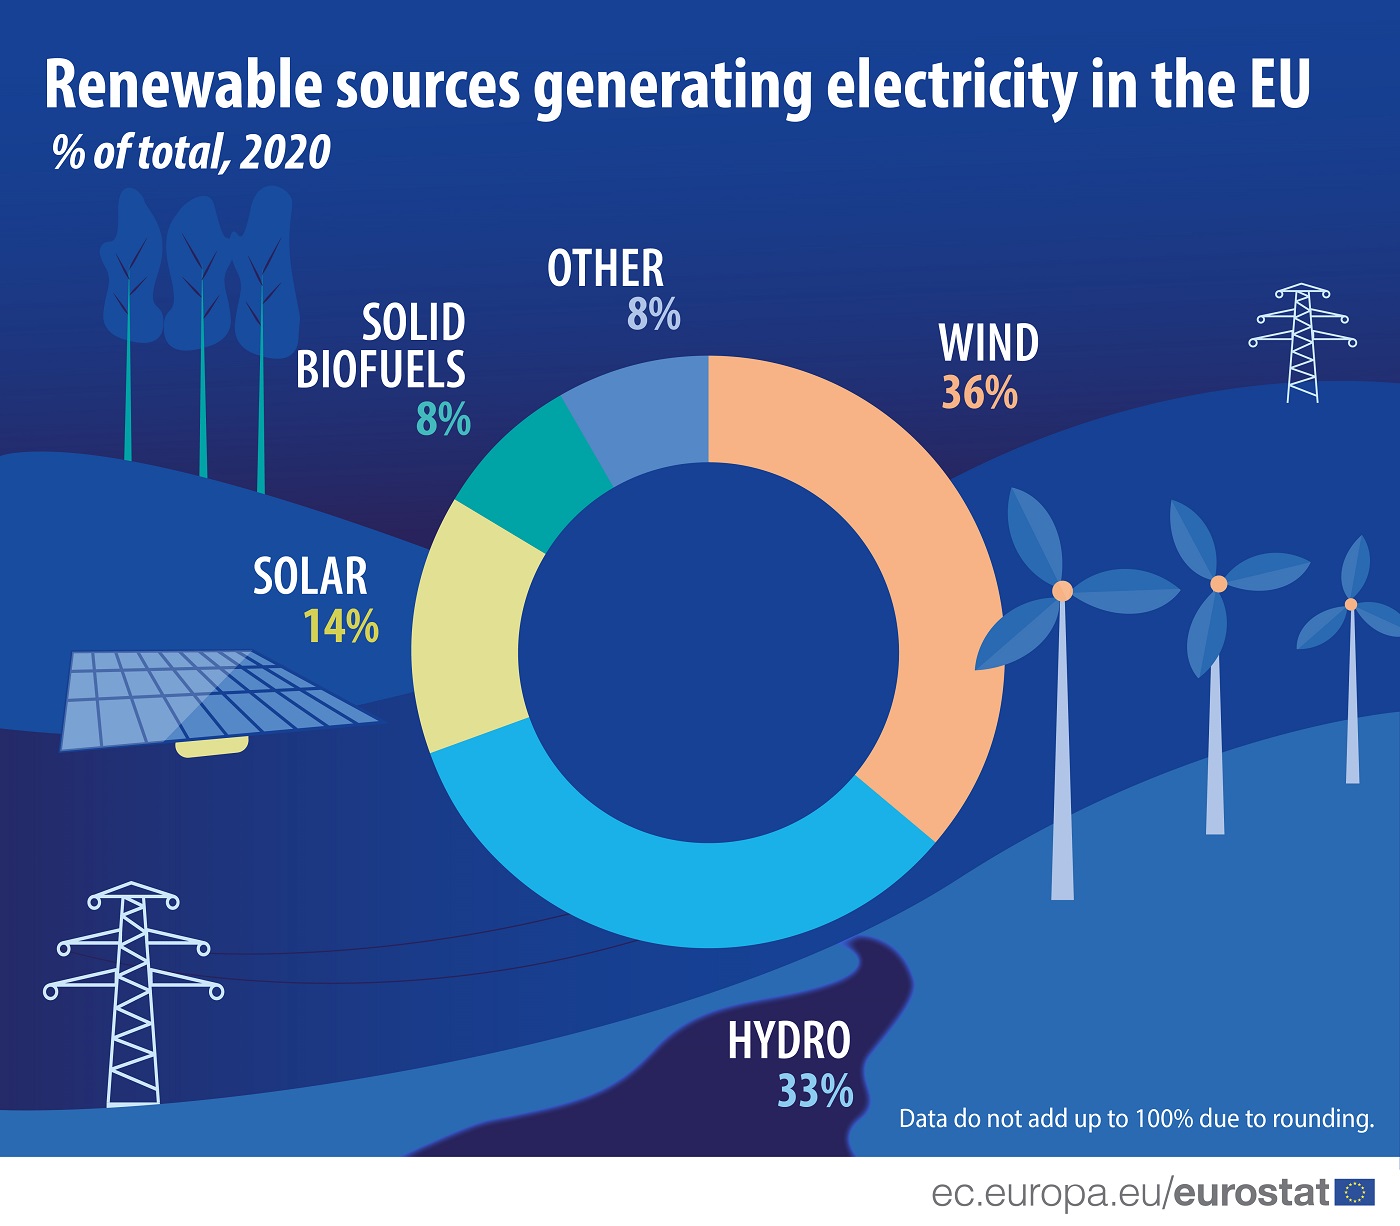 Renewable sources generating electricity in the EU
% of total, 2020
OTHER
8%
SOLID
BIOFUELS
8%
WIND
36%
SOLAR
14%
HYDRO
33%
Data do not add up to 100% due to rounding.
ec.europa.eu/eurostat